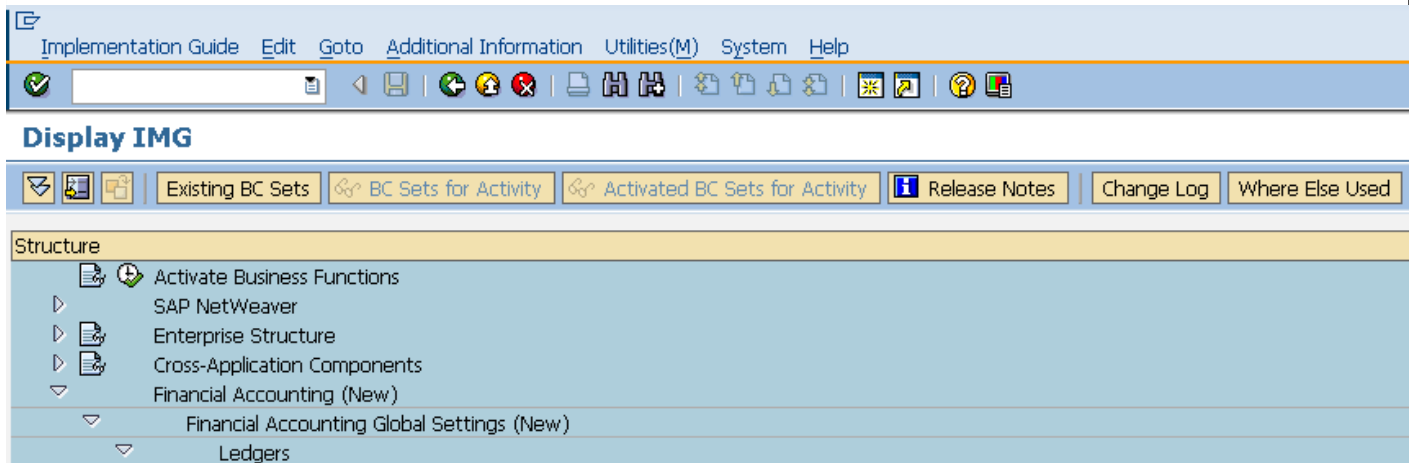 Implementation Guide Edit Goto Additional Information Utilities(M) System Help
Display IMG
Existing BC Sets BC Sets for Activity Activated BC Sets for Activity Release Notes Change Log Where Else Used
Structure
Activate Business Functions
SAP NetWeaver
Enterprise Structure
Cross-Application Components
Financial Accounting (New)
Financial Accounting Global Settings (New)
Ledgers